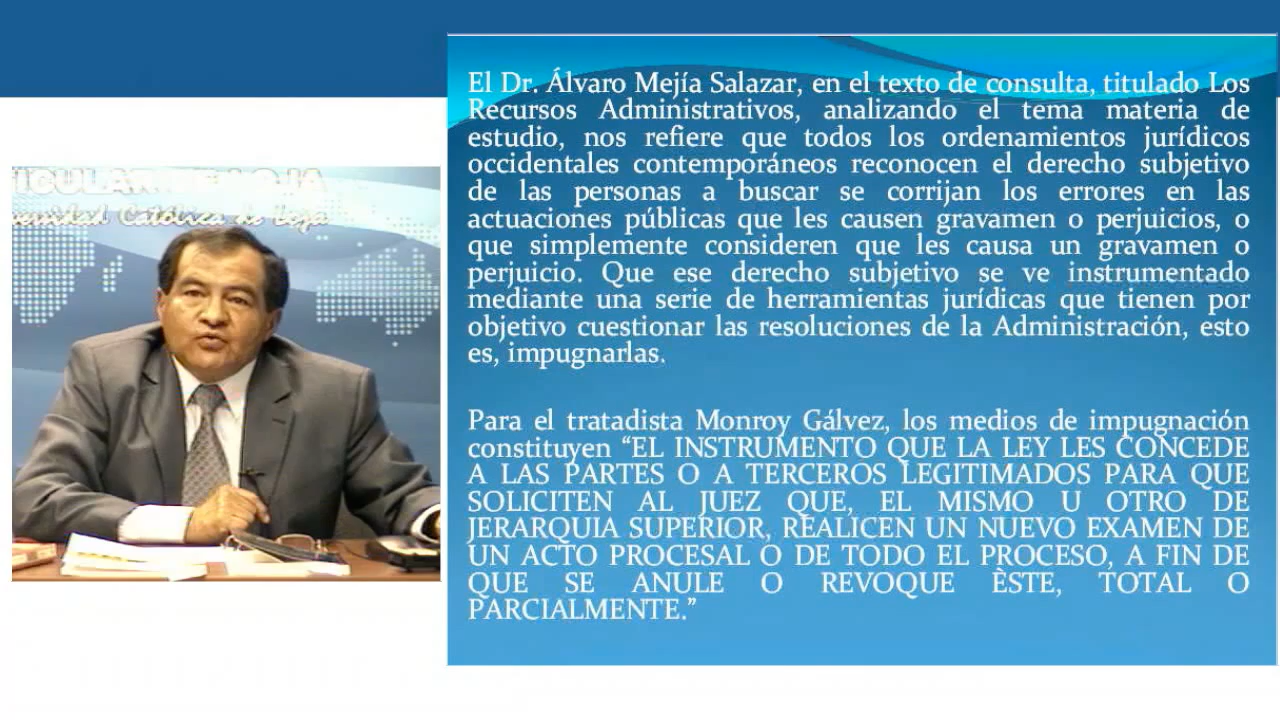 TICULAR DE LOJA
Católica de Loja
El Dr. Álvaro Mejía Salazar, en el texto de consulta, titulado Los
Recursos Administrativos, analizando el tema materia de
estudio, nos refiere que todos los ordenamientos jurídicos
occidentales contemporáneos reconocen el derecho subjetivo
de las personas a buscar se corrijan los errores en las
actuaciones públicas que les causen gravamen o perjuicios, o
que simplemente consideren que les causa un gravamen o
perjuicio. Que ese derecho subjetivo se ve instrumentado
mediante una serie de herramientas jurídicas que tienen por
objetivo cuestionar las resoluciones de la Administración, esto
es, impugnarlas.
Para el tratadista Monroy Gálvez, los medios de impugnación
constituyen “EL INSTRUMENTO QUE LA LEY LES CONCEDE
A LAS PARTES O A TERCEROS LEGITIMADOS PARA QUE
SOLICITEN AL JUEZ QUE, EL MISMO U OTRO DE
JERARQUIA SUPERIOR, REALICEN UN NUEVO EXAMEN DE
UN ACTO PROCESAL O DE TODO EL PROCESO, A FIN DE
QUE SE ANULE O REVOQUE ÈSTE, TOTAL O
PARCIALMENTE.”